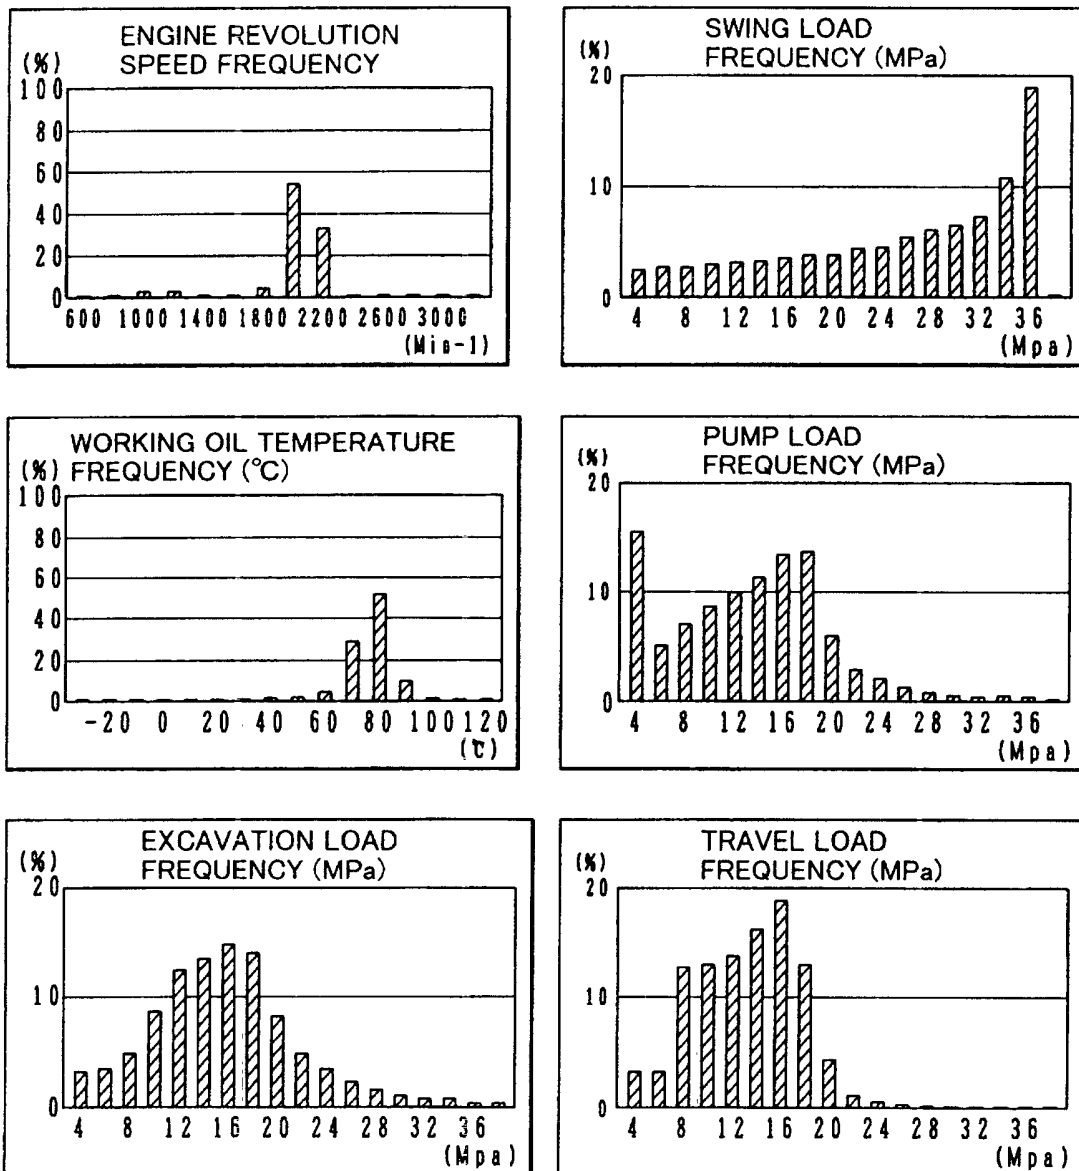 ENGINE REVOLUTION
SPEED FREQUENCY
(%)
100
80
60
40
20
0
600 1000 1400 1800 2200 2600 3000
(Min-1)
SWING LOAD
FREQUENCY (MPa)
(%)
20
10
0
4 8 12 16 20 24 28 32 36
(Mpa)
WORKING OIL TEMPERATURE
FREQUENCY (°C)
(%)
100
80
60
40
20
0
-20 0 20 40 60 80 100 120
(℃)
PUMP LOAD
FREQUENCY (MPa)
(%)
20
10
0
4 8 12 16 20 24 28 32 36
(Mpa)
EXCAVATION LOAD
FREQUENCY (MPa)
(%)
20
10
0
4 8 12 16 20 24 28 32 36
(Mpa)
TRAVEL LOAD
FREQUENCY (MPa)
(%)
20
10
0
4 8 12 16 20 24 28 32 36
(Mpa)